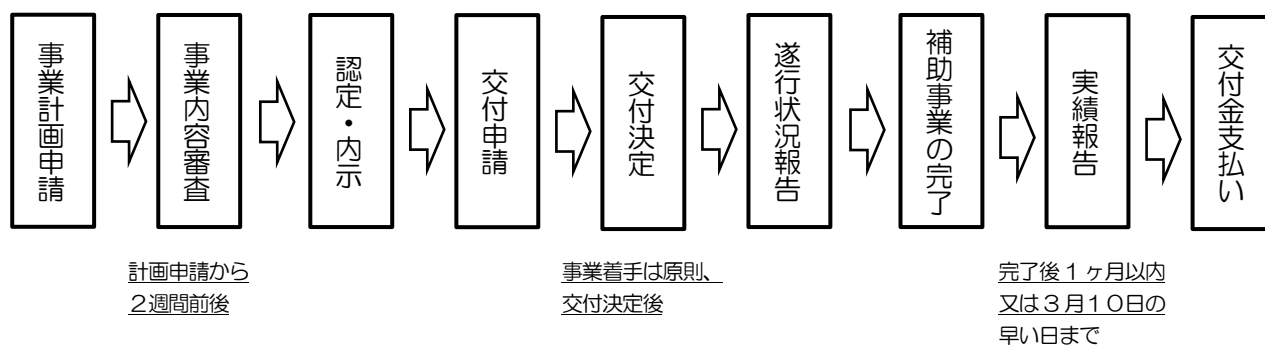 事業計画申請
事業内容審査
認定・内示
交付申請
交付決定
遂行状況報告
補助事業の完了
実績報告
交付金支払い
計画申請から
２週間前後
事業着手は原則、
交付決定後
完了後１ヶ月以内
又は３月１０日の
早い日まで